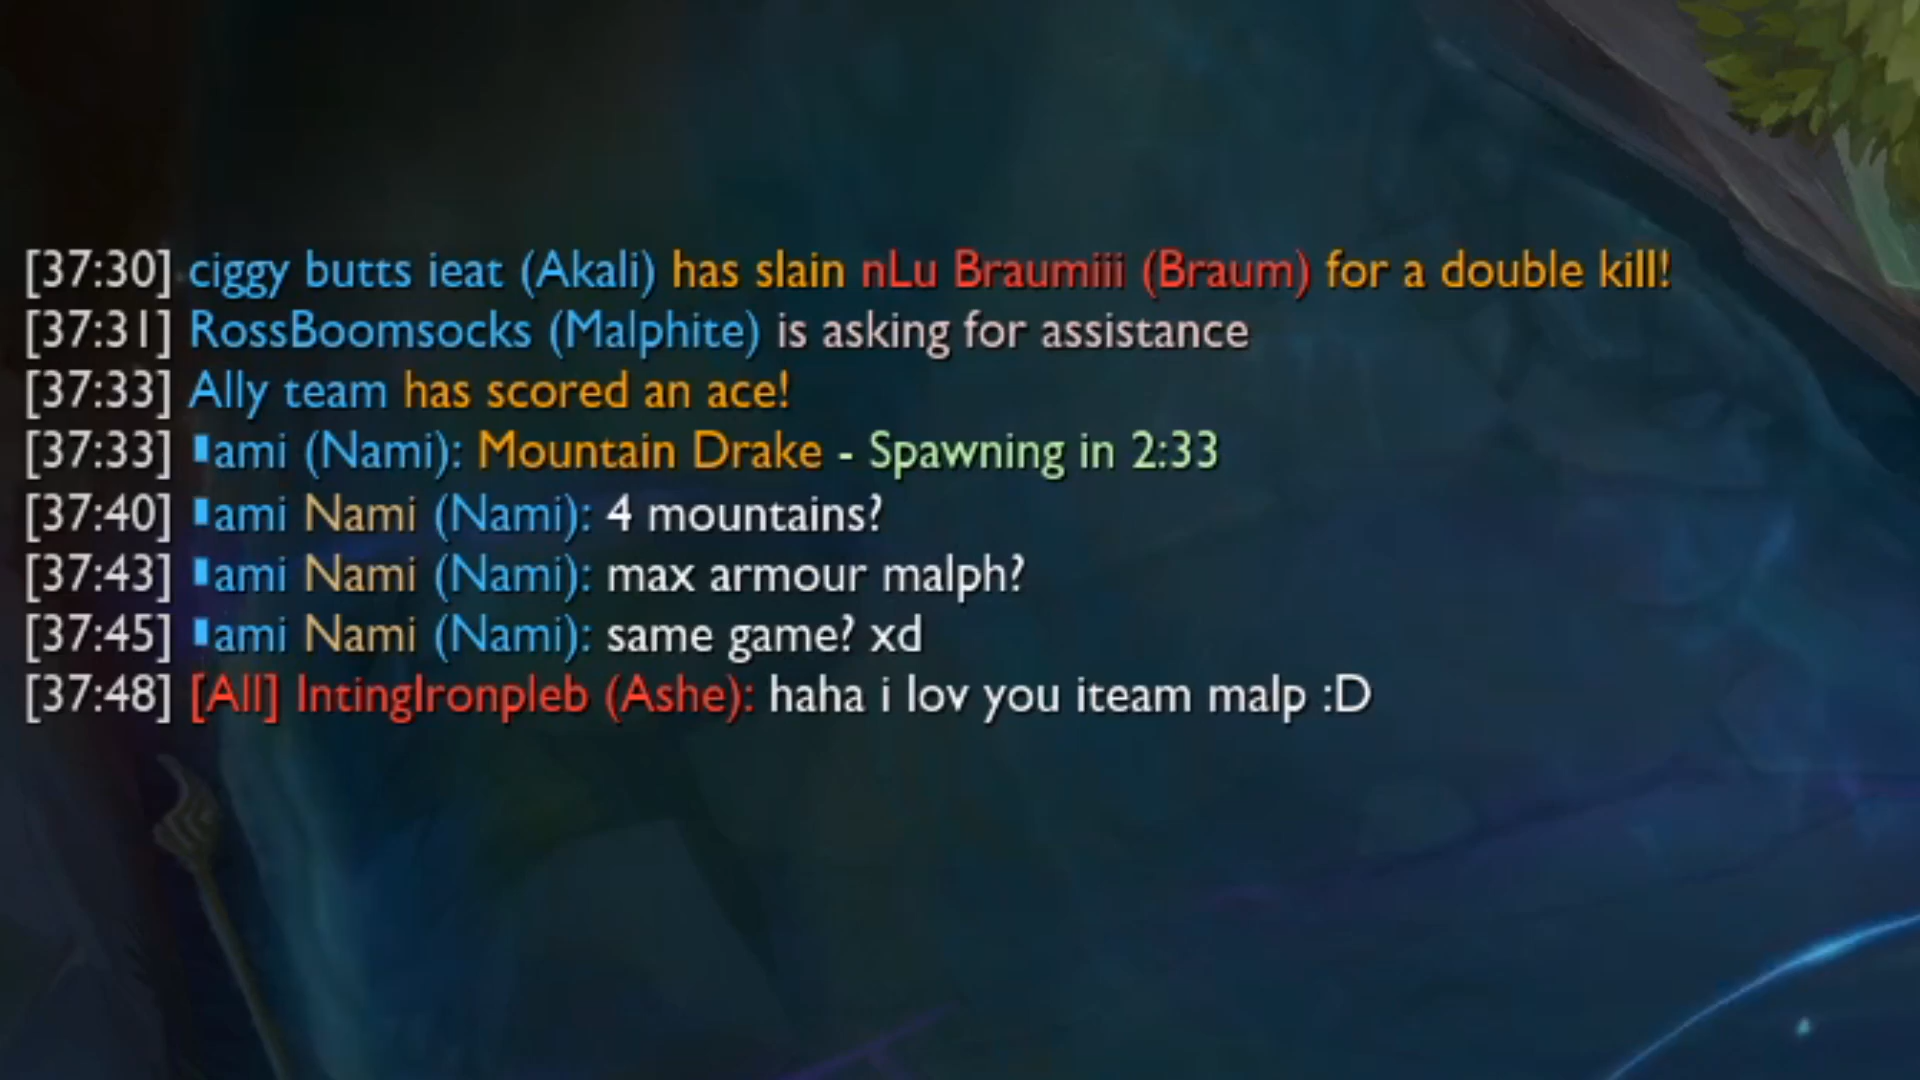 [37:30] ciggy butts ieat (Akali) has slain nLu Braumiii (Braum) for a double kill!
[37:31] RossBoomsocks (Malphite) is asking for assistance
[37:33] Ally team has scored an ace!
[37:33] ▮ami (Nami): Mountain Drake - Spawning in 2:33
[37:40] ▮ami Nami (Nami): 4 mountains?
[37:43] ▮ami Nami (Nami): max armour malph?
[37:45] ▮ami Nami (Nami): same game? xd
[37:48] [All] IntingIronpleb (Ashe): haha i lov you iteam malp :D